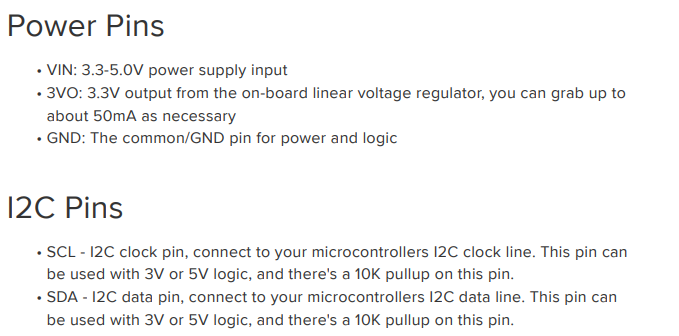 Power Pins
• VIN: 3.3-5.0V power supply input
• 3VO: 3.3V output from the on-board linear voltage regulator, you can grab up to
about 50mA as necessary
• GND: The common/GND pin for power and logic
I2C Pins
• SCL - I2C clock pin, connect to your microcontrollers I2C clock line. This pin can
be used with 3V or 5V logic, and there's a 10K pullup on this pin.
• SDA - I2C data pin, connect to your microcontrollers I2C data line. This pin can
be used with 3V or 5V logic, and there's a 10K pullup on this pin.